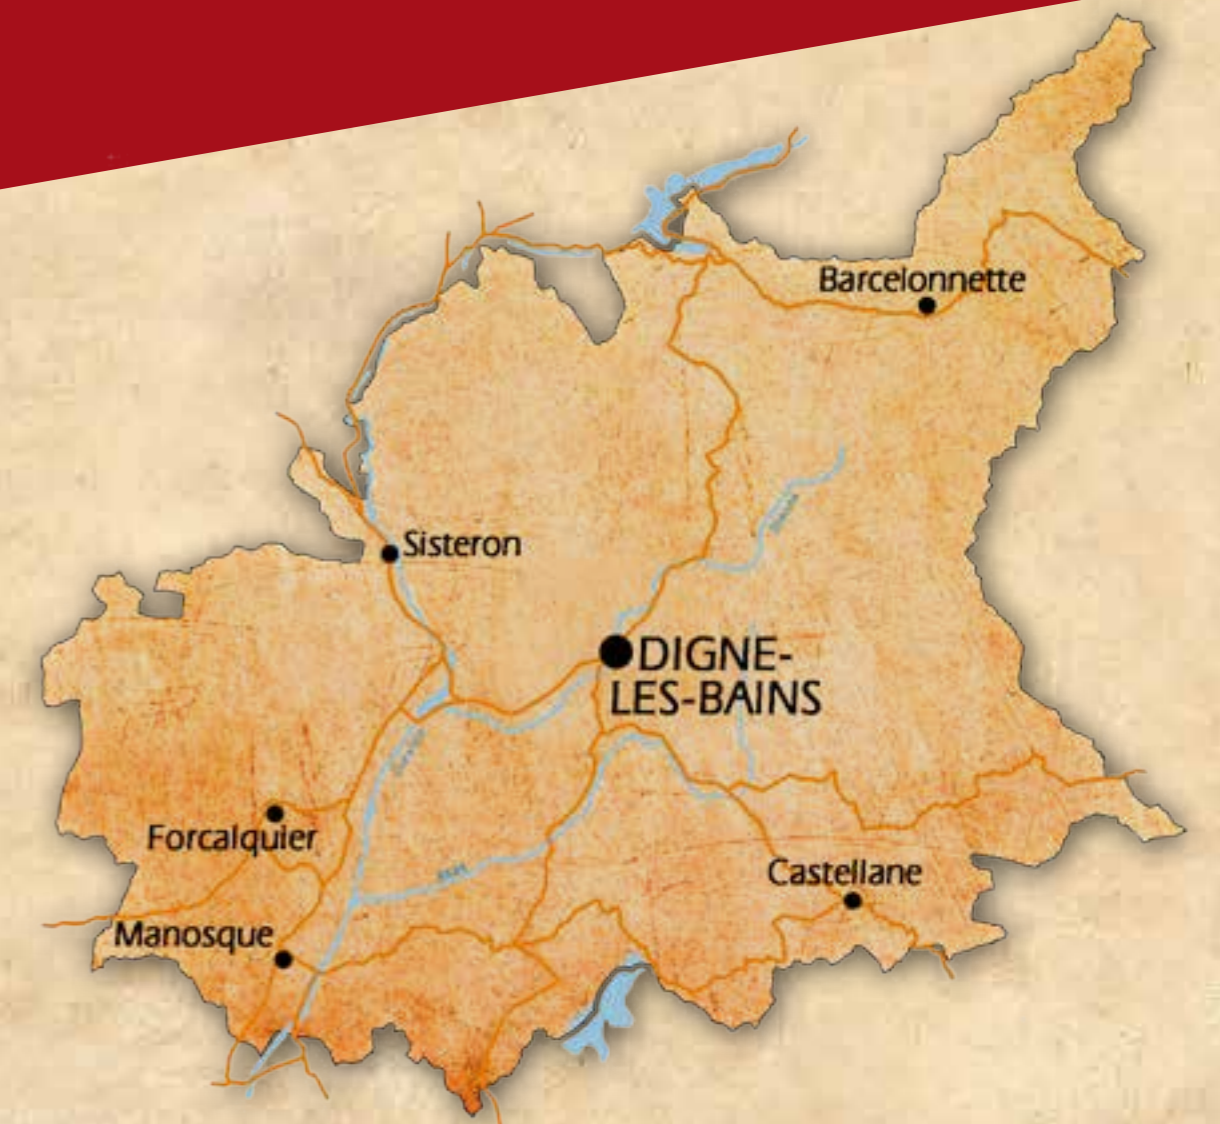 Barcelonnette
Sisteron
DIGNE-
LES-BAINS
Forcalquier
Castellane
Manosque